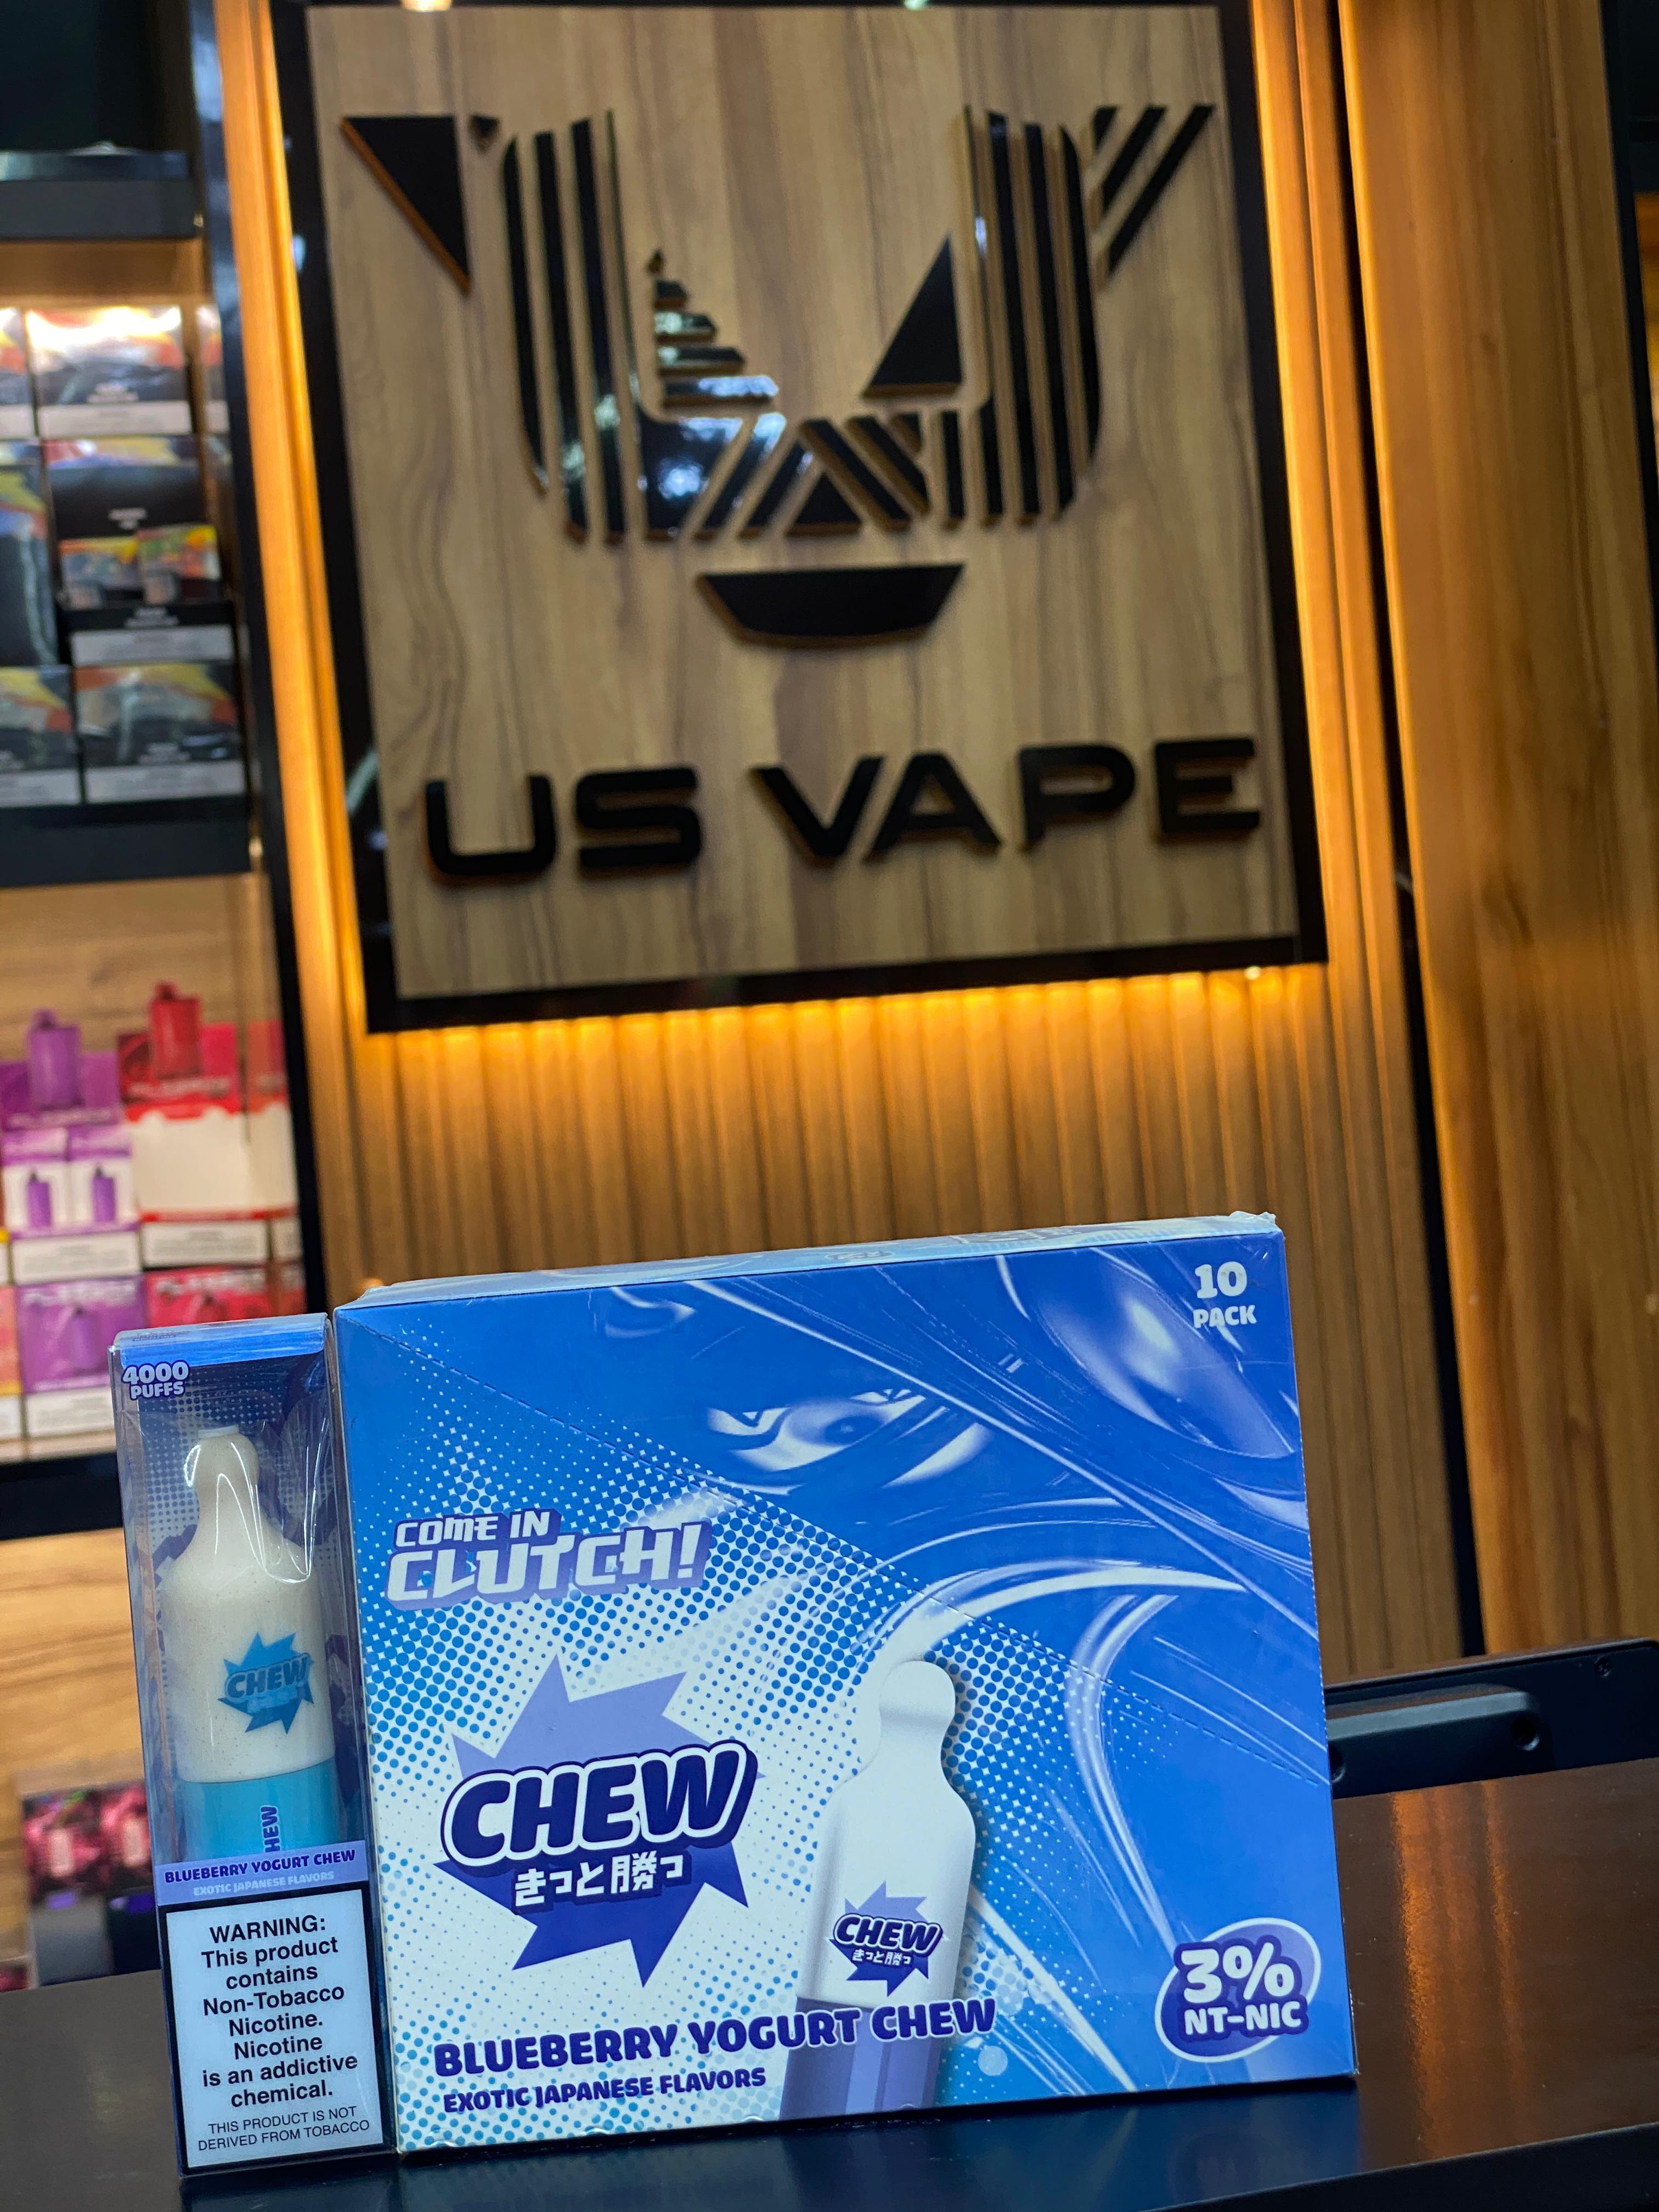 US VAPE
10
PACK
COME IN
CLUTCH!
CHEW
きっと勝つ
CHEW
きっと勝つ
BLUEBERRY YOGURT CHEW
EXOTIC JAPANESE FLAVORS
3%
NT-NIC
4000
PUFFS
CHEW
HEW
BLUEBERRY YOGURT CHEW
EXOTIC JAPANESE FLAVORS
WARNING:
This product
contains
Non-Tobacco
Nicotine.
Nicotine
is an addictive
chemical.
THIS PRODUCT IS NOT
DERIVED FROM TOBACCO